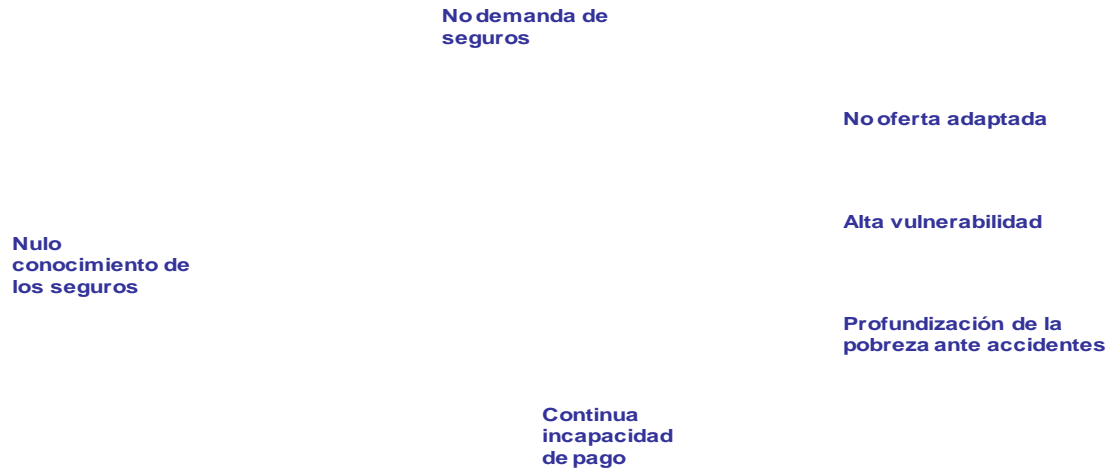 No demanda de
seguros
No oferta adaptada
Alta vulnerabilidad
Nulo
conocimiento de
los seguros
Profundización de la
pobreza ante accidentes
Continua
incapacidad
de pago